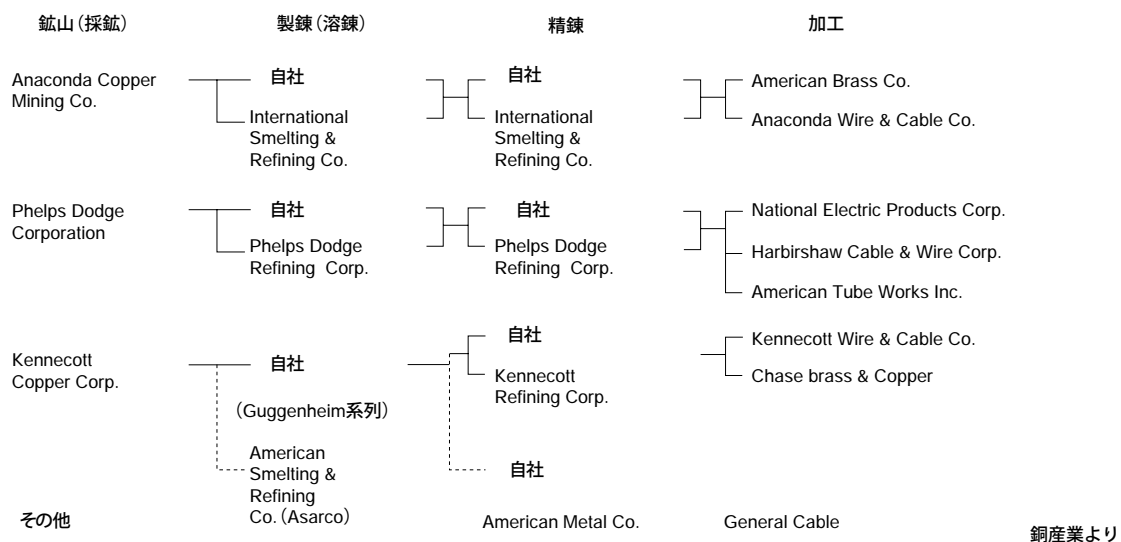 鉱山（採鉱） 製錬（溶錬） 精錬 加工
Anaconda Copper
Mining Co.
自社
International
Smelting &
Refining Co.
自社
International
Smelting &
Refining Co.
American Brass Co.
Anaconda Wire & Cable Co.
Phelps Dodge
Corporation
自社
Phelps Dodge
Refining Corp.
自社
Phelps Dodge
Refining Corp.
National Electric Products Corp.
Harbirshaw Cable & Wire Corp.
American Tube Works Inc.
Kennecott
Copper Corp.
自社
（Guggenheim系列）
American
Smelting &
Refining
Co.（Asarco）
自社
Kennecott
Refining Corp.
自社
Kennecott Wire & Cable Co.
Chase brass & Copper
その他
American Metal Co.
General Cable
銅産業より